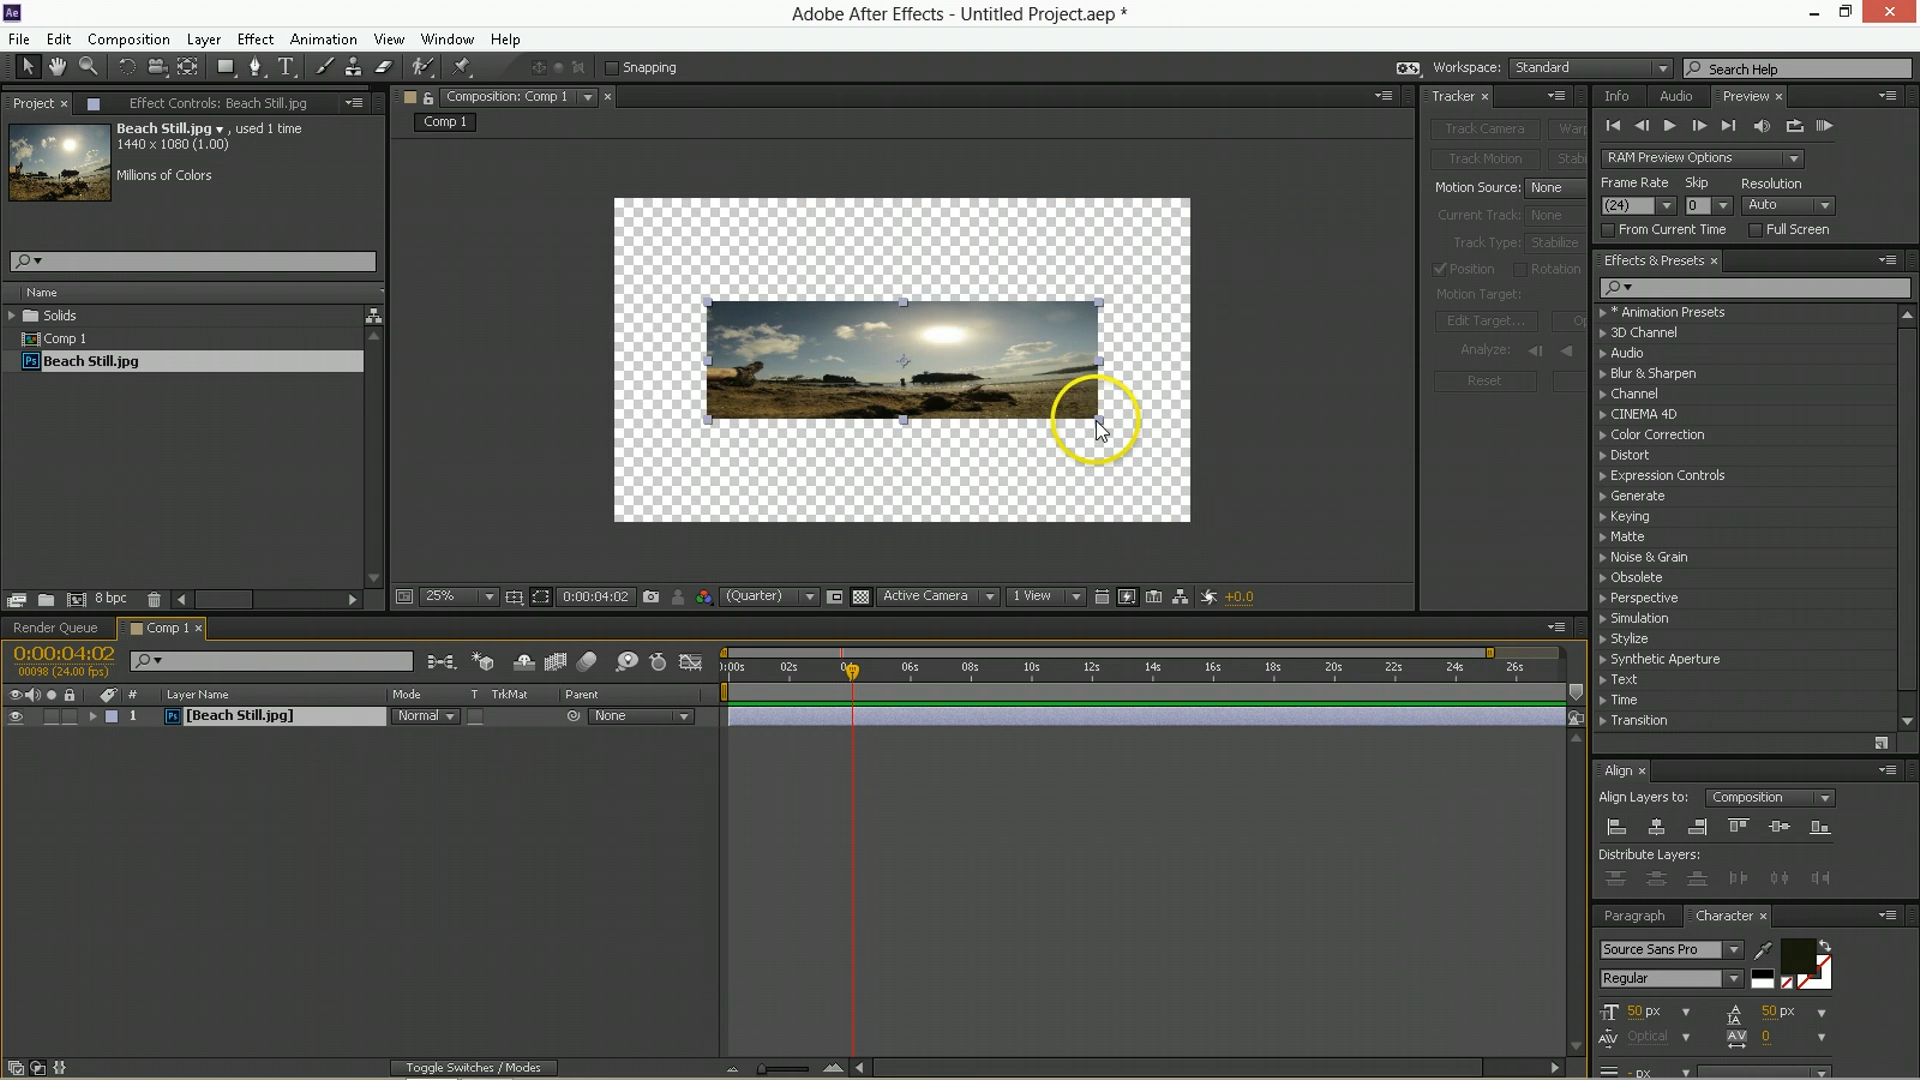 Ae
Adobe After Effects - Untitled Project.aep *
File Edit Composition Layer Effect Animation View Window Help
Snapping
Workspace: Standard
Search Help
Project × Effect Controls: Beach Still.jpg
Beach Still.jpg ▾ , used 1 time
1440 x 1080 (1.00)
Millions of Colors
Name
Solids
Comp 1
Beach Still.jpg
8 bpc
Composition: Comp 1
Comp 1
25%
0:00:04:02
(Quarter)
Active Camera
1 View
+0.0
Tracker ×
Track Camera
Track Motion
Motion Source: None
Current Track: None
Track Type: Stabilize
Position Rotation
Motion Target:
Edit Target...
Analyze:
Reset
Info Audio Preview ×
RAM Preview Options
Frame Rate Skip Resolution
(24) 0 Auto
From Current Time Full Screen
Effects & Presets ×
* Animation Presets
3D Channel
Audio
Blur & Sharpen
Channel
CINEMA 4D
Color Correction
Distort
Expression Controls
Generate
Keying
Matte
Noise & Grain
Obsolete
Perspective
Simulation
Stylize
Synthetic Aperture
Text
Time
Transition
Align ×
Align Layers to: Composition
Distribute Layers:
Paragraph Character ×
Source Sans Pro
Regular
50 px 50 px
Optical 0
- px
Render Queue Comp 1 ×
0:00:04:02
00098 (24.00 fps)
# Layer Name Mode T TrkMat Parent
1 [Beach Still.jpg] Normal None
02s 06s 08s 10s 12s 14s 16s 18s 20s 22s 24s 26s
Toggle Switches / Modes